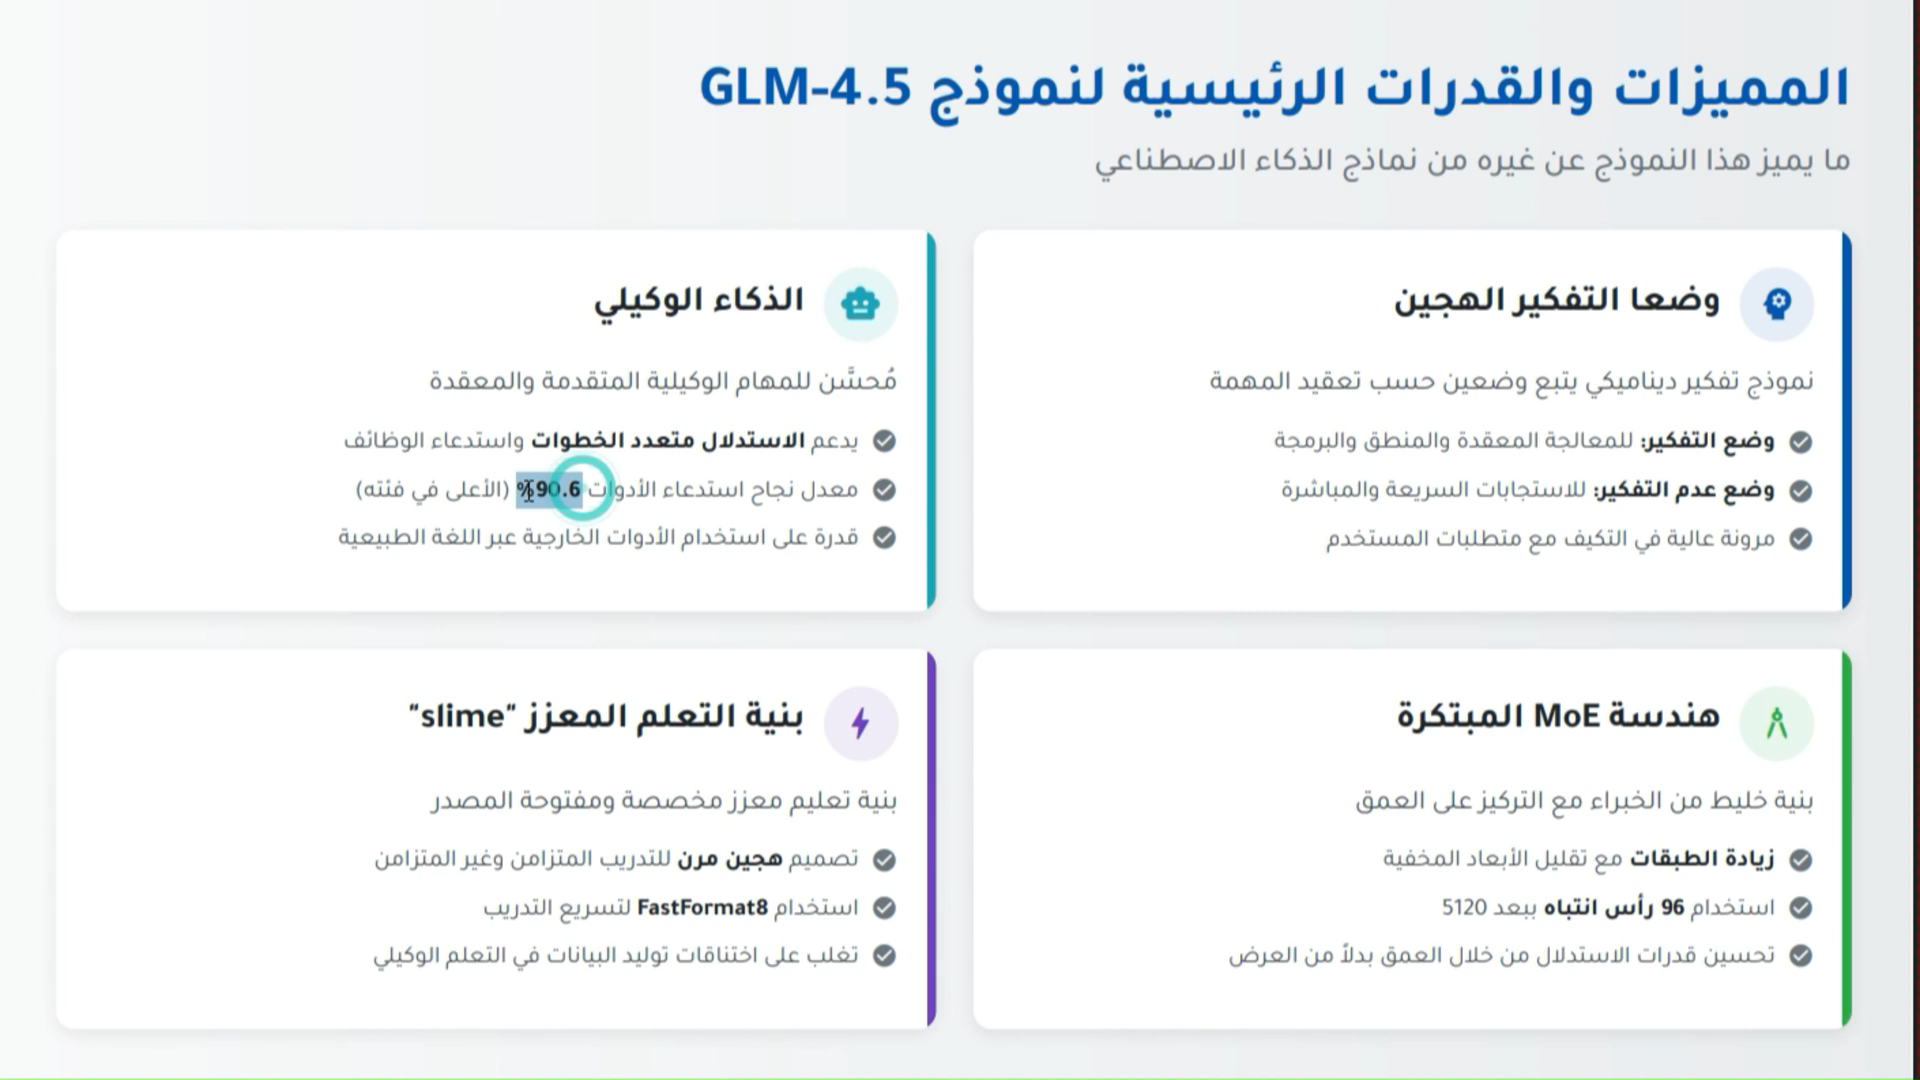 المميزات والقدرات الرئيسية لنموذج GLM-4.5
ما يميز هذا النموذج عن غيره من نماذج الذكاء الاصطناعي
وضعا التفكير الهجين
نموذج تفكير ديناميكي يتبع وضعين حسب تعقيد المهمة
وضع التفكير: للمعالجة المعقدة والمنطق والبرمجة
وضع عدم التفكير: للاستجابات السريعة والمباشرة
مرونة عالية في التكيف مع متطلبات المستخدم
الذكاء الوكيلي
مُحسَّن للمهام الوكيلية المتقدمة والمعقدة
يدعم الاستدلال متعدد الخطوات واستدعاء الوظائف
معدل نجاح استدعاء الأدوات 90.6% (الأعلى في فئته)
قدرة على استخدام الأدوات الخارجية عبر اللغة الطبيعية
هندسة MoE المبتكرة
بنية خليط من الخبراء مع التركيز على العمق
زيادة الطبقات مع تقليل الأبعاد المخفية
استخدام 96 رأس انتباه ببعد 5120
تحسين قدرات الاستدلال من خلال العمق بدلاً من العرض
بنية التعلم المعزز "slime"
بنية تعليم معزز مخصصة ومفتوحة المصدر
تصميم هجين مرن للتدريب المتزامن وغير المتزامن
استخدام FastFormat8 لتسريع التدريب
تغلب على اختناقات توليد البيانات في التعلم الوكيلي